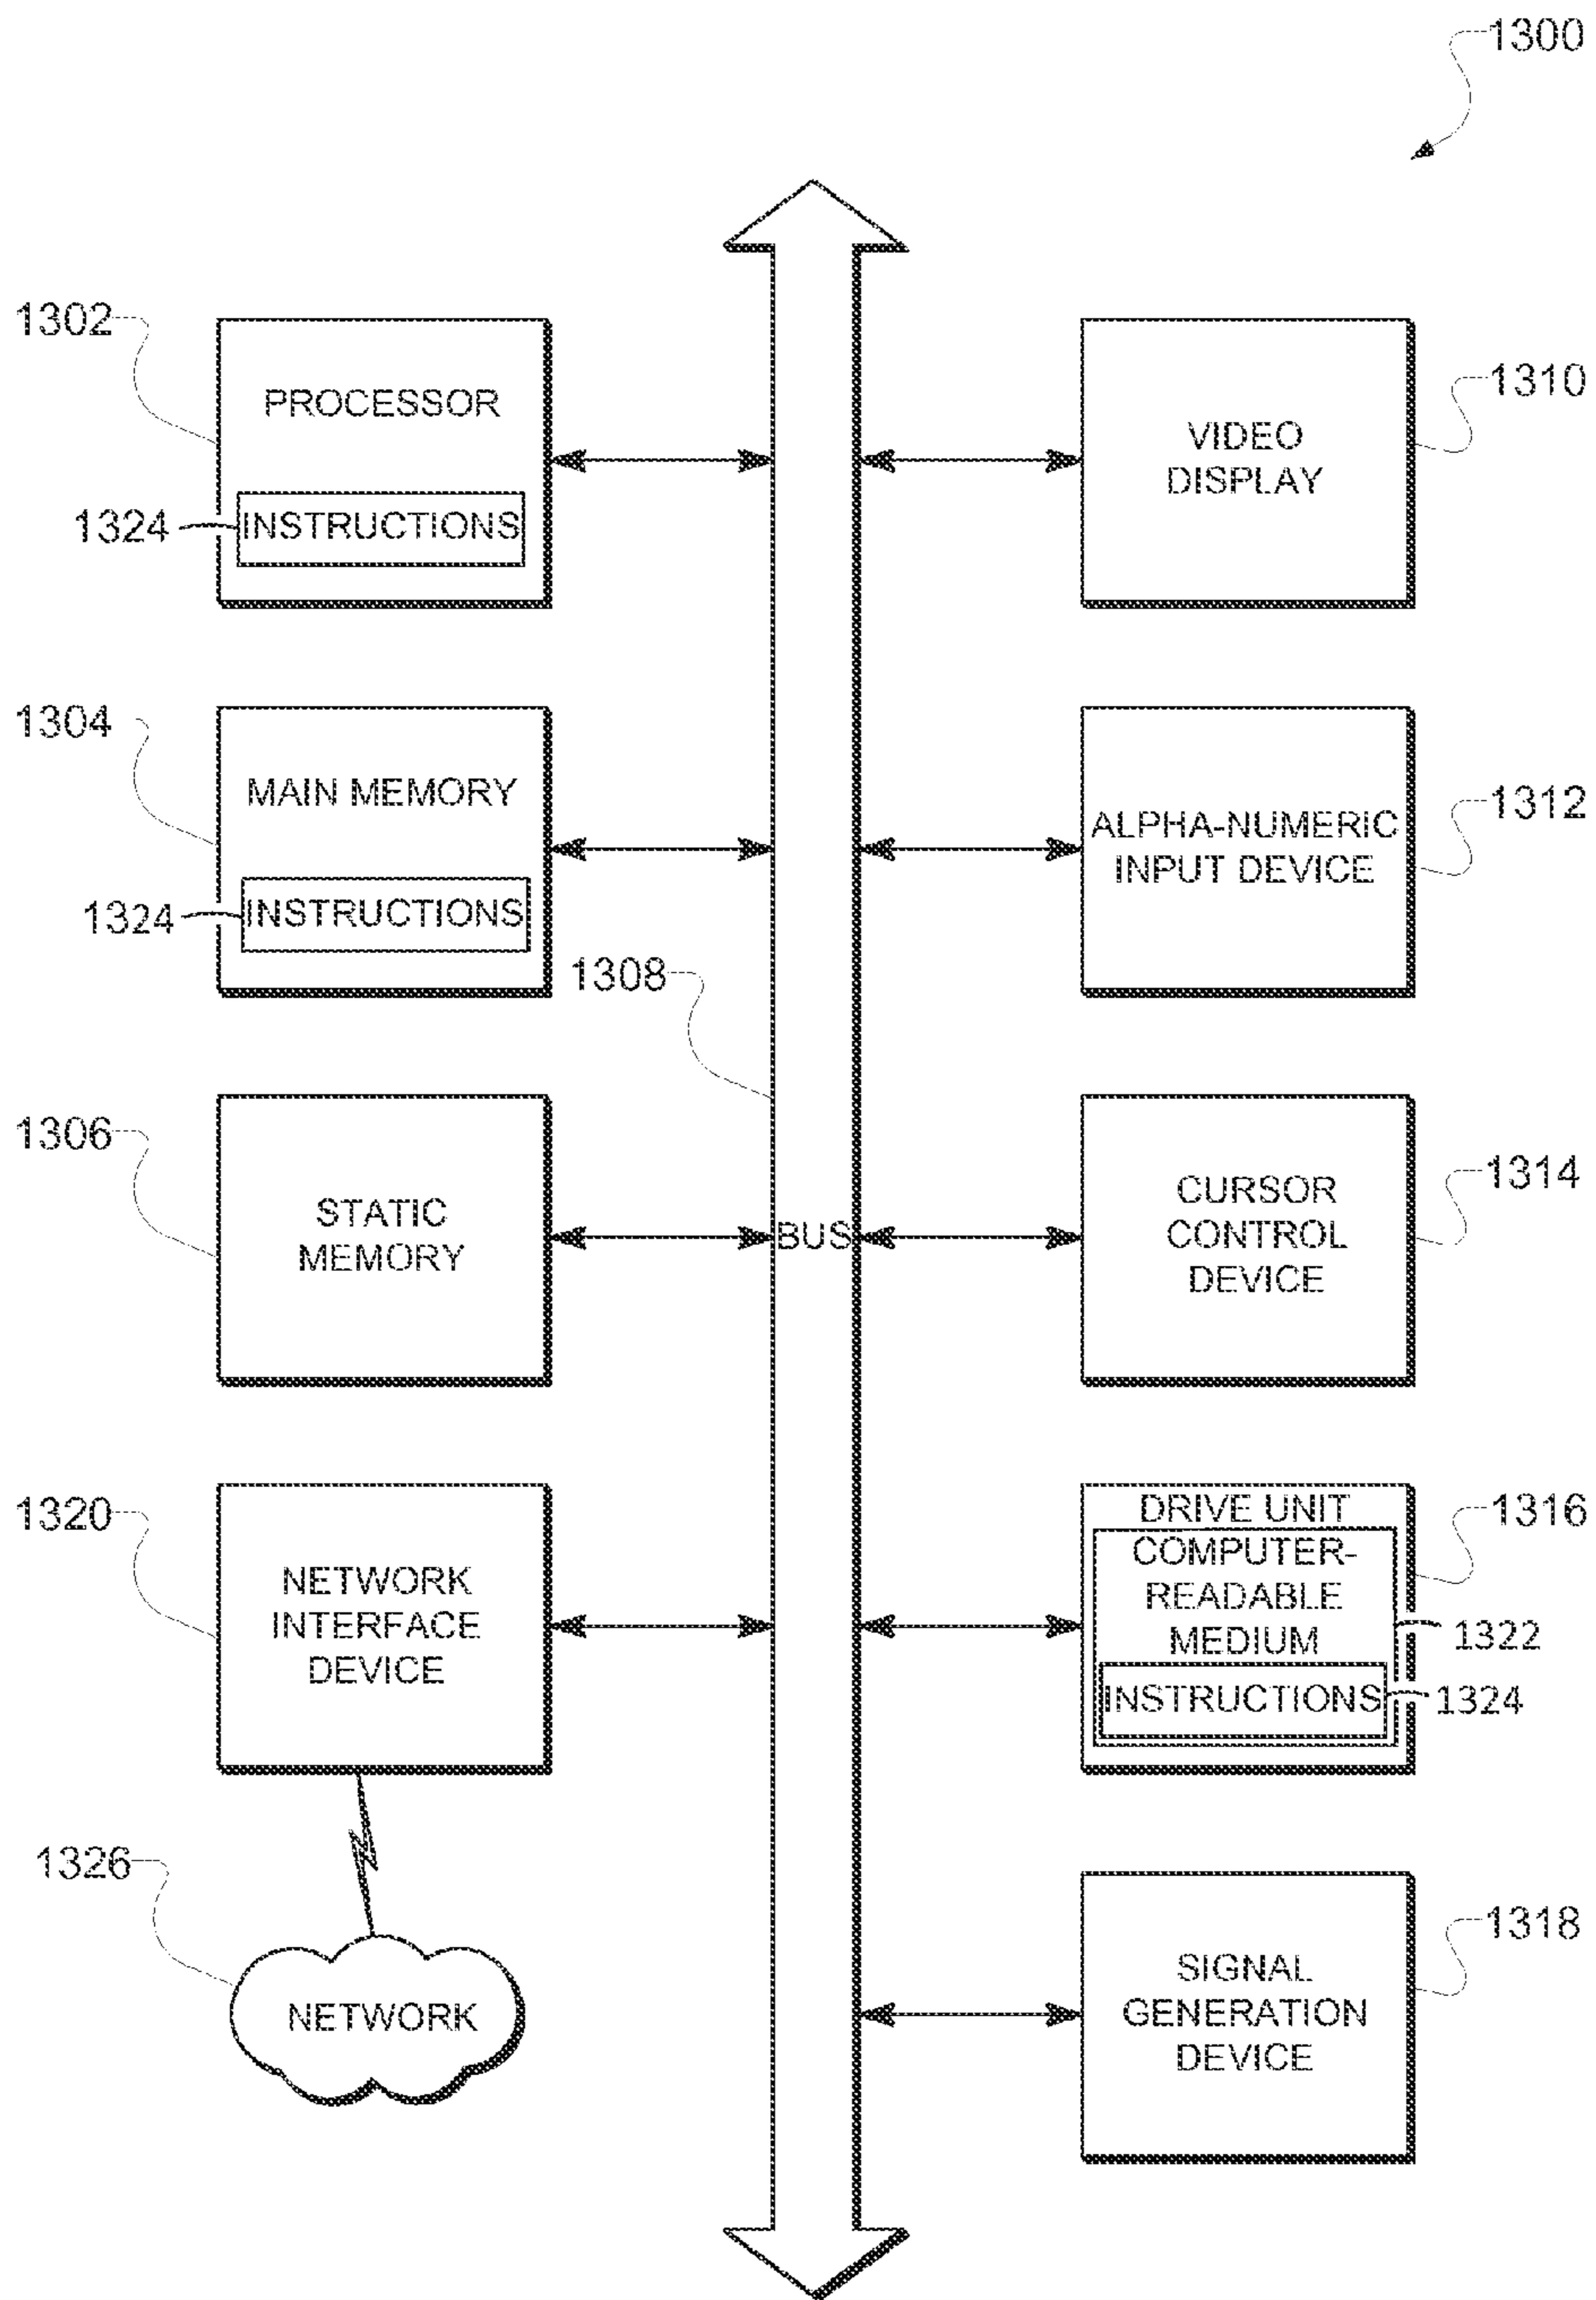 1300
1302
PROCESSOR
1324
INSTRUCTIONS
1310
VIDEO
DISPLAY
1304
MAIN MEMORY
1324
INSTRUCTIONS
1312
ALPHA-NUMERIC
INPUT DEVICE
1308
1306
STATIC
MEMORY
BUS
1314
CURSOR
CONTROL
DEVICE
1320
NETWORK
INTERFACE
DEVICE
1316
DRIVE UNIT
COMPUTER-
READABLE
MEDIUM
1322
INSTRUCTIONS
1324
1326
NETWORK
1318
SIGNAL
GENERATION
DEVICE